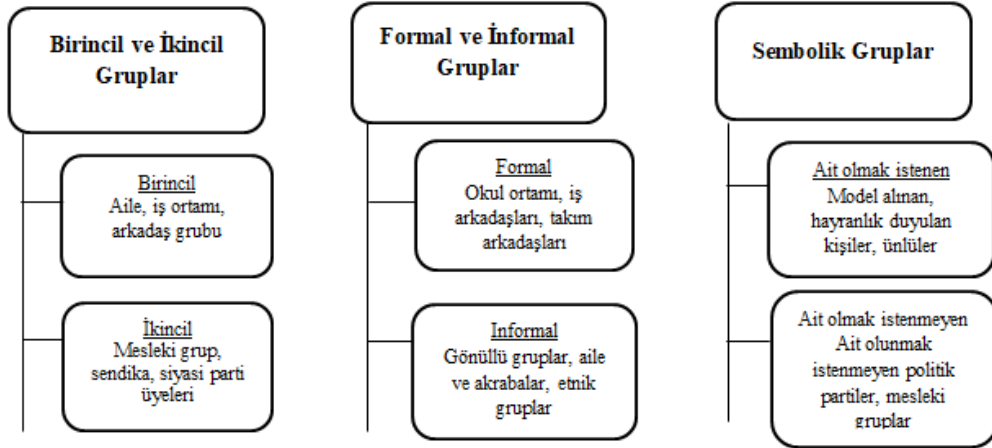 Birincil ve İkincil
Gruplar
Birincil
Aile, iş ortamı,
arkadaş grubu
İkincil
Mesleki grup,
sendika, siyasi parti
üyeleri
Formal ve İnformal
Gruplar
Formal
Okul ortamı, iş
arkadaşları, takım
arkadaşları
Informal
Gönüllü gruplar, aile
ve akrabalar, etnik
gruplar
Sembolik Gruplar
Ait olmak istenen
Model alınan,
hayranlık duyulan
kişiler, ünlüler
Ait olmak istenmeyen
Ait olunmak
istenmeyen politik
partiler, mesleki
gruplar